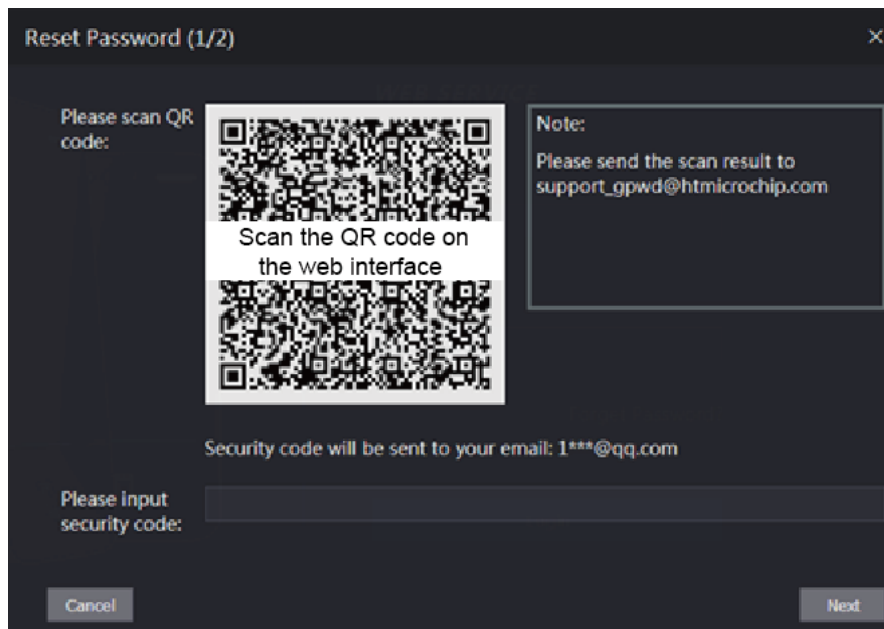 Reset Password (1/2)
×
Please scan QR
code:
Scan the QR code on
the web interface
Note:
Please send the scan result to
support_gpwd@htmicrochip.com
Security code will be sent to your email: 1***@qq.com
Please input
security code:
Cancel
Next